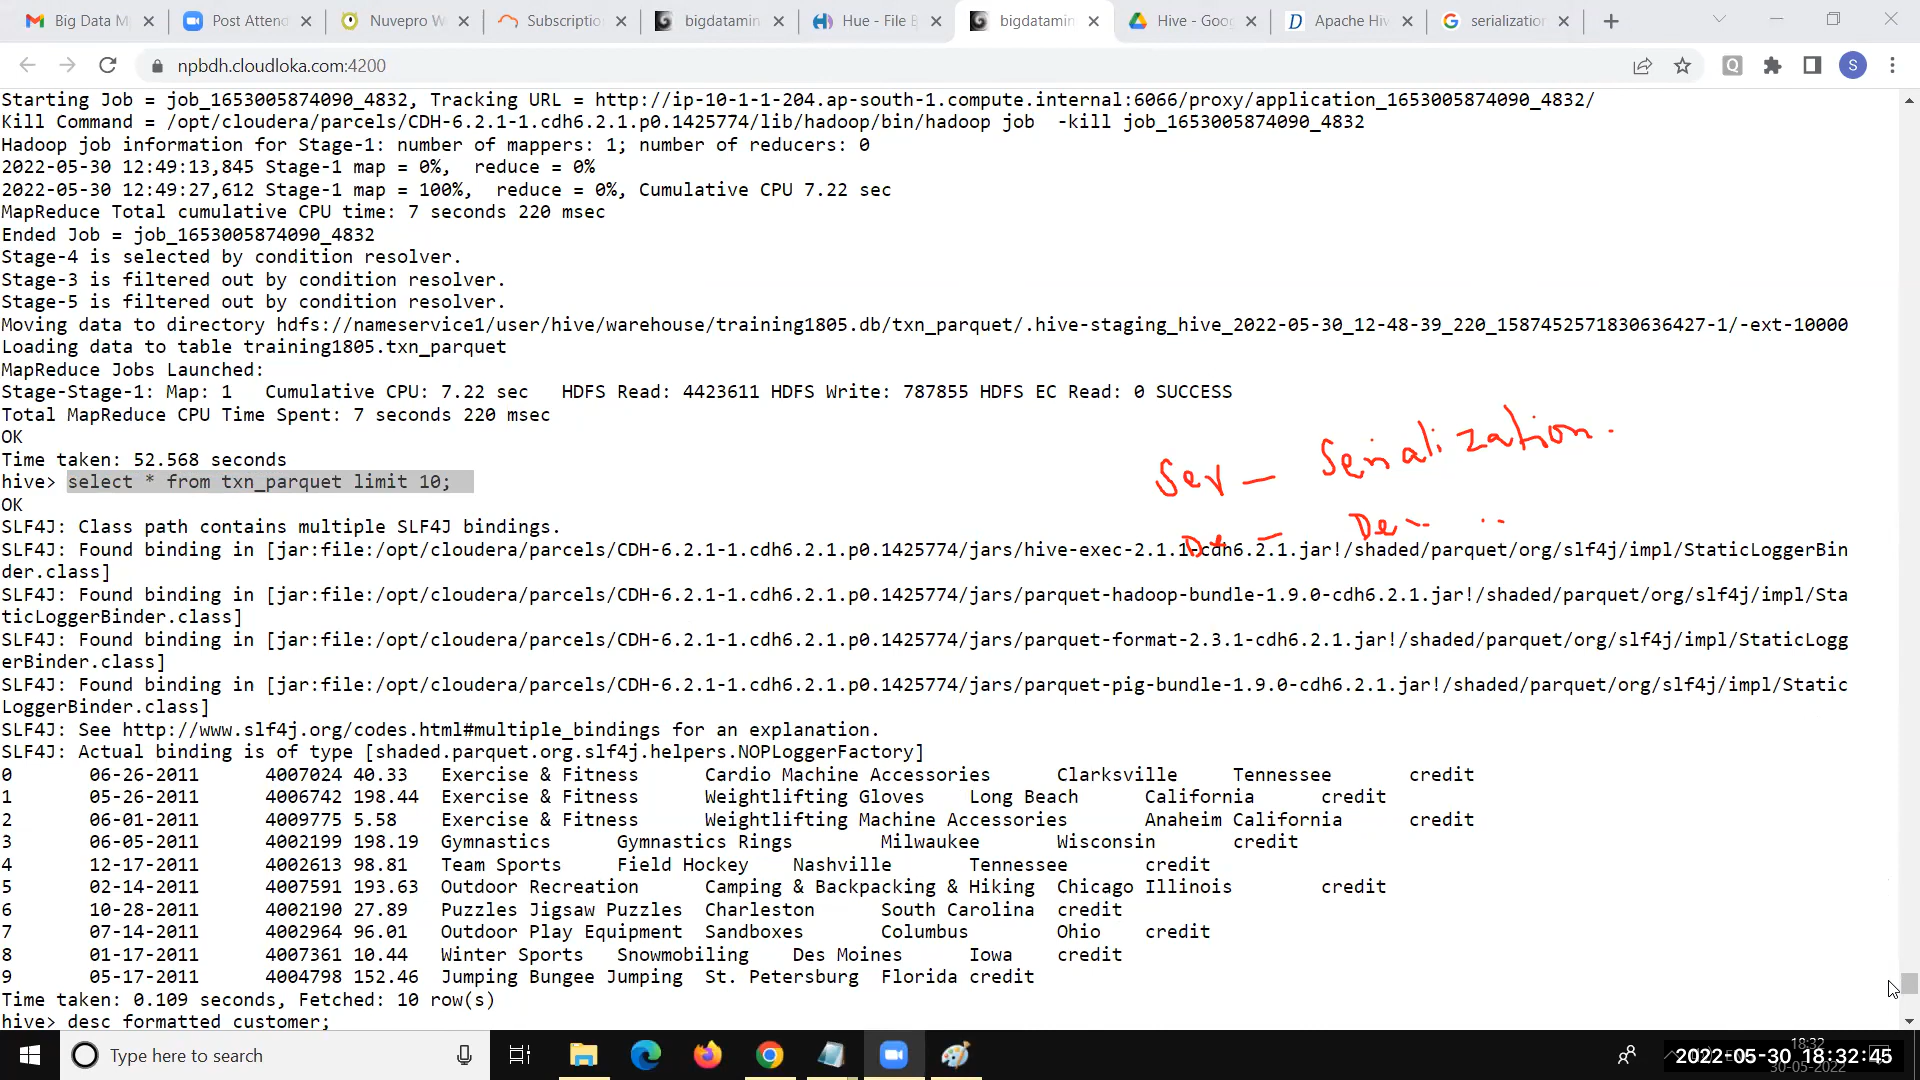 Big Data M
Post Attend
Nuvepro W
Subscriptio
bigdatamin
Hue - File B
bigdatamin
Hive - Goog
Apache Hiv
serializatio
npbdh.cloudloka.com:4200
Starting Job = job_1653005874090_4832, Tracking URL = http://ip-10-1-1-204.ap-south-1.compute.internal:6066/proxy/application_1653005874090_4832/
Kill Command = /opt/cloudera/parcels/CDH-6.2.1-1.cdh6.2.1.p0.1425774/lib/hadoop/bin/hadoop job  -kill job_1653005874090_4832
Hadoop job information for Stage-1: number of mappers: 1; number of reducers: 0
2022-05-30 12:49:13,845 Stage-1 map = 0%,  reduce = 0%
2022-05-30 12:49:27,612 Stage-1 map = 100%,  reduce = 0%, Cumulative CPU 7.22 sec
MapReduce Total cumulative CPU time: 7 seconds 220 msec
Ended Job = job_1653005874090_4832
Stage-4 is selected by condition resolver.
Stage-3 is filtered out by condition resolver.
Stage-5 is filtered out by condition resolver.
Moving data to directory hdfs://nameservice1/user/hive/warehouse/training1805.db/txn_parquet/.hive-staging_hive_2022-05-30_12-48-39_220_1587452571830636427-1/-ext-10000
Loading data to table training1805.txn_parquet
MapReduce Jobs Launched:
Stage-Stage-1: Map: 1   Cumulative CPU: 7.22 sec   HDFS Read: 4423611 HDFS Write: 787855 HDFS EC Read: 0 SUCCESS
Total MapReduce CPU Time Spent: 7 seconds 220 msec
OK
Time taken: 52.568 seconds
Ser — Serialization.
hive> select * from txn_parquet limit 10;
OK
De — De-- ..
SLF4J: Class path contains multiple SLF4J bindings.
SLF4J: Found binding in [jar:file:/opt/cloudera/parcels/CDH-6.2.1-1.cdh6.2.1.p0.1425774/jars/hive-exec-2.1.1-cdh6.2.1.jar!/shaded/parquet/org/slf4j/impl/StaticLoggerBin
der.class]
SLF4J: Found binding in [jar:file:/opt/cloudera/parcels/CDH-6.2.1-1.cdh6.2.1.p0.1425774/jars/parquet-hadoop-bundle-1.9.0-cdh6.2.1.jar!/shaded/parquet/org/slf4j/impl/Sta
ticLoggerBinder.class]
SLF4J: Found binding in [jar:file:/opt/cloudera/parcels/CDH-6.2.1-1.cdh6.2.1.p0.1425774/jars/parquet-format-2.3.1-cdh6.2.1.jar!/shaded/parquet/org/slf4j/impl/StaticLogg
erBinder.class]
SLF4J: Found binding in [jar:file:/opt/cloudera/parcels/CDH-6.2.1-1.cdh6.2.1.p0.1425774/jars/parquet-pig-bundle-1.9.0-cdh6.2.1.jar!/shaded/parquet/org/slf4j/impl/Static
LoggerBinder.class]
SLF4J: See http://www.slf4j.org/codes.html#multiple_bindings for an explanation.
SLF4J: Actual binding is of type [shaded.parquet.org.slf4j.helpers.NOPLoggerFactory]
0 06-26-2011 4007024 40.33 Exercise & Fitness Cardio Machine Accessories Clarksville Tennessee credit
1 05-26-2011 4006742 198.44 Exercise & Fitness Weightlifting Gloves Long Beach California credit
2 06-01-2011 4009775 5.58 Exercise & Fitness Weightlifting Machine Accessories Anaheim California credit
3 06-05-2011 4002199 198.19 Gymnastics Gymnastics Rings Milwaukee Wisconsin credit
4 12-17-2011 4002613 98.81 Team Sports Field Hockey Nashville Tennessee credit
5 02-14-2011 4007591 193.63 Outdoor Recreation Camping & Backpacking & Hiking Chicago Illinois credit
6 10-28-2011 4002190 27.89 Puzzles Jigsaw Puzzles Charleston South Carolina credit
7 07-14-2011 4002964 96.01 Outdoor Play Equipment Sandboxes Columbus Ohio credit
8 01-17-2011 4007361 10.44 Winter Sports Snowmobiling Des Moines Iowa credit
9 05-17-2011 4004798 152.46 Jumping Bungee Jumping St. Petersburg Florida credit
Time taken: 0.109 seconds, Fetched: 10 row(s)
hive> desc formatted customer;
Type here to search
18:32
2022-05-30 18:32:45
30-05-2022